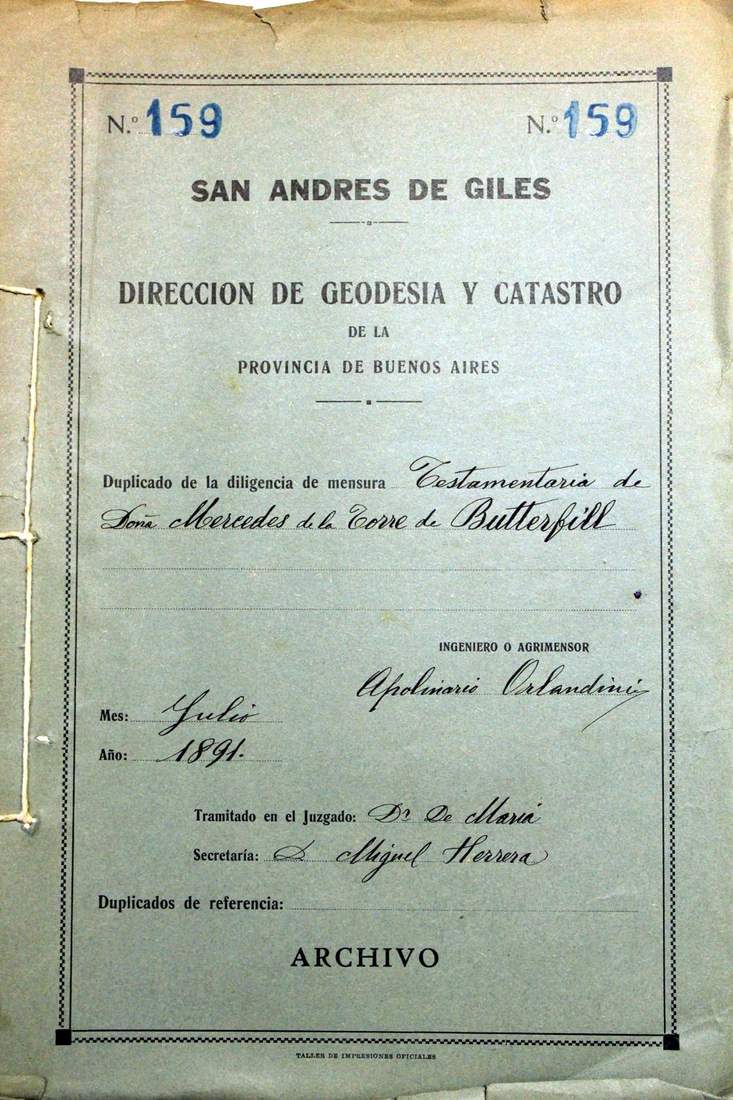 N.º 159 N.º 159
SAN ANDRES DE GILES
DIRECCION DE GEODESIA Y CATASTRO
DE LA
PROVINCIA DE BUENOS AIRES
Duplicado de la diligencia de mensura Testamentaria de
Doña Mercedes de la Torre de Butterfill
INGENIERO O AGRIMENSOR
Apolinario Orlandini
Mes: Julio
Año: 1891.
Tramitado en el Juzgado: Dr De María
Secretaría: D Miguel Herrera
Duplicados de referencia:
ARCHIVO
TALLER DE IMPRESIONES OFICIALES